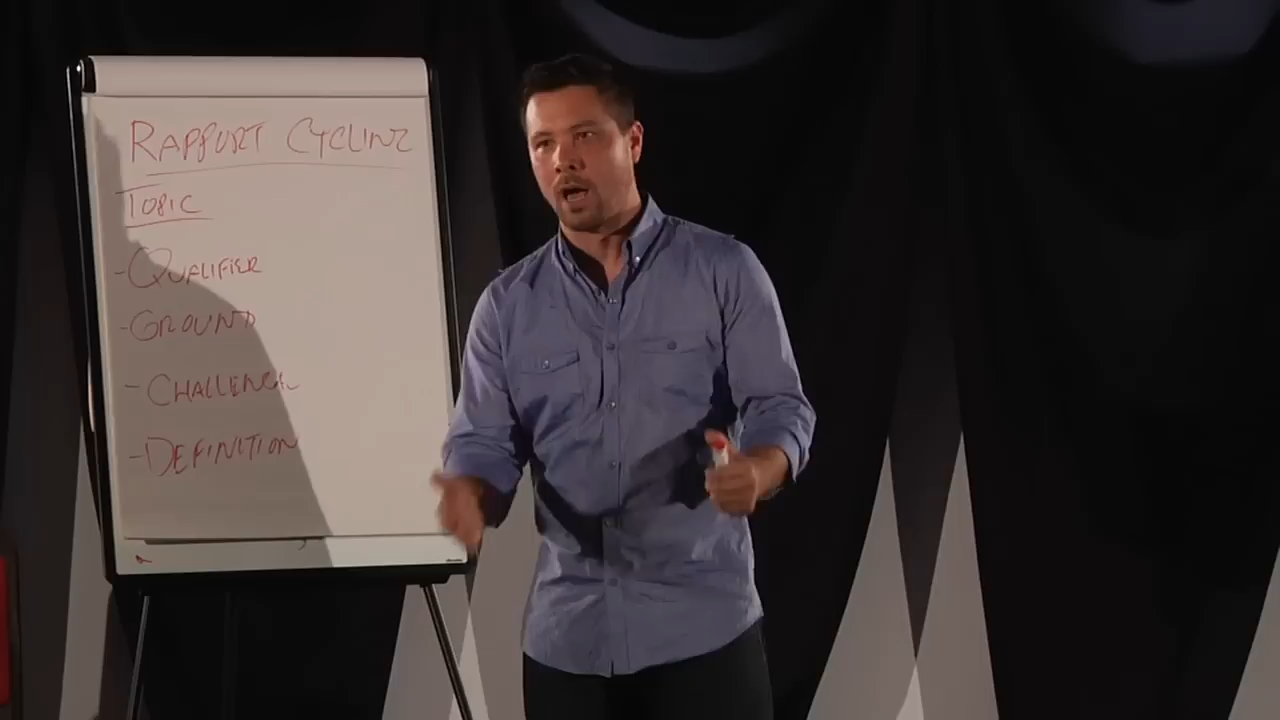 RAPPORT CYCLING
TOPIC
- QUALIFIER
- GROUND
- CHALLENGE
- DEFINITION